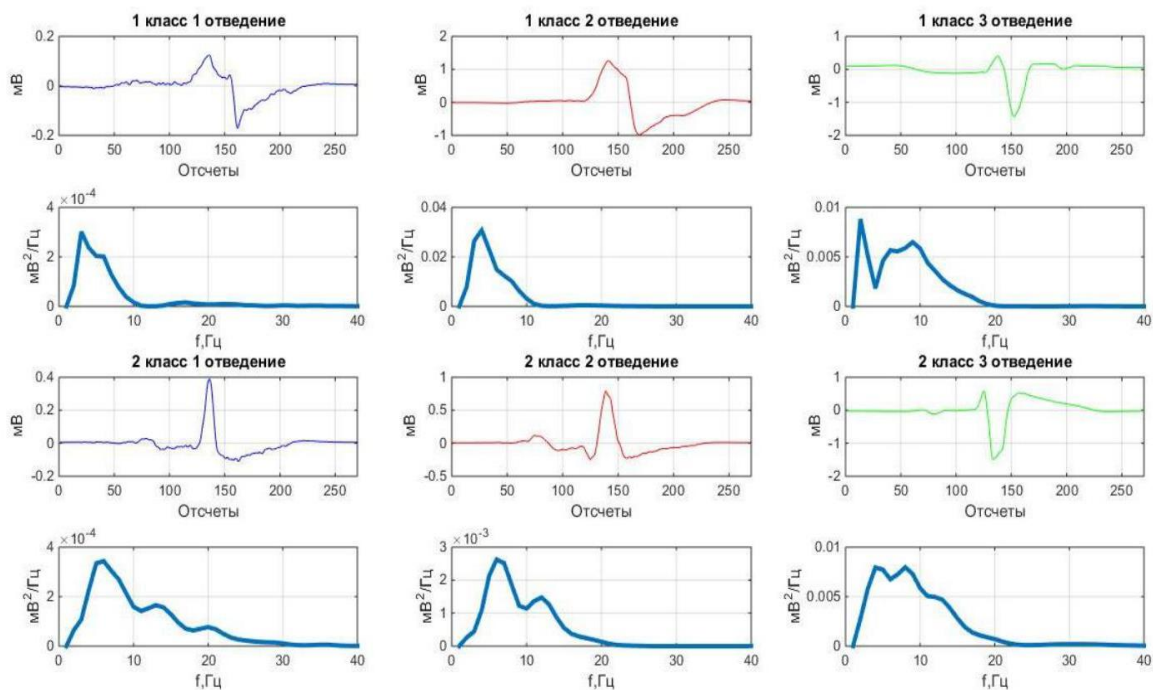 1 класс 1 отведение
1 класс 2 отведение
1 класс 3 отведение
мВ
0.2
0
-0.2
0 50 100 150 200 250
Отсчеты
мВ
2
1
0
-1
0 50 100 150 200 250
Отсчеты
мВ
1
0
-1
-2
0 50 100 150 200 250
Отсчеты
×10⁻⁴
мВ²/Гц
4
2
0
0 10 20 30 40
f,Гц
мВ²/Гц
0.04
0.02
0
0 10 20 30 40
f,Гц
мВ²/Гц
0.01
0.005
0
0 10 20 30 40
f,Гц
2 класс 1 отведение
2 класс 2 отведение
2 класс 3 отведение
мВ
0.4
0.2
0
-0.2
0 50 100 150 200 250
Отсчеты
мВ
1
0.5
0
-0.5
0 50 100 150 200 250
Отсчеты
мВ
1
0
-1
-2
0 50 100 150 200 250
Отсчеты
×10⁻⁴
мВ²/Гц
4
2
0
0 10 20 30 40
f,Гц
×10⁻³
мВ²/Гц
3
2
1
0
0 10 20 30 40
f,Гц
мВ²/Гц
0.01
0.005
0
0 10 20 30 40
f,Гц